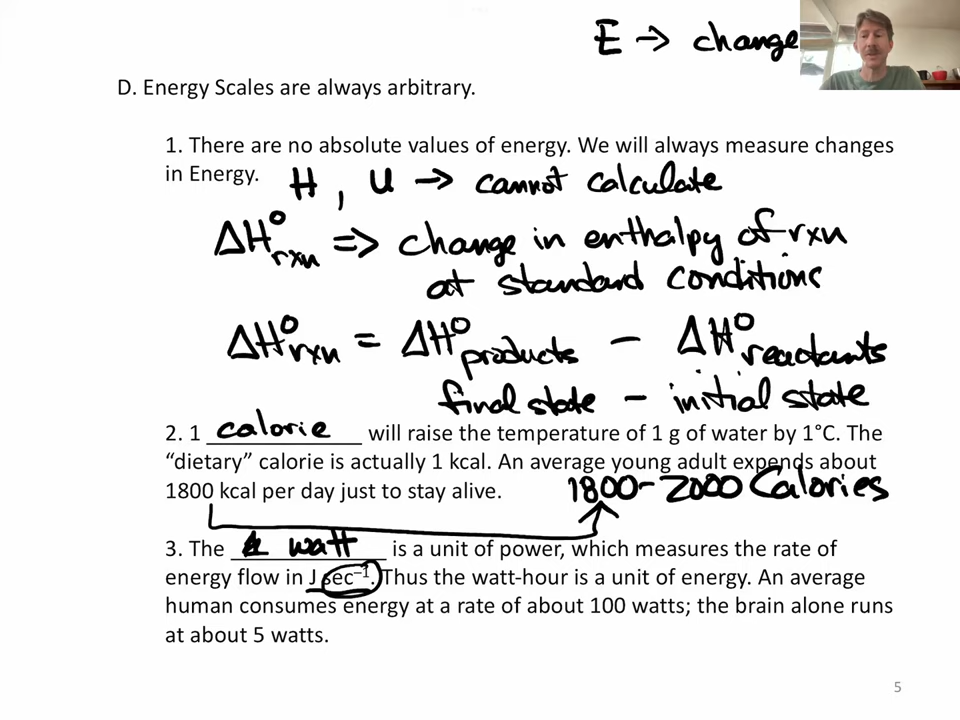 E → change
D. Energy Scales are always arbitrary.
1. There are no absolute values of energy. We will always measure changes
in Energy. H, U → cannot calculate
ΔH°rxn ⇒ change in enthalpy of rxn
at standard conditions
ΔH°rxn = ΔH°products − ΔH°reactants
final state − initial state
2. 1 calorie will raise the temperature of 1 g of water by 1°C. The
“dietary” calorie is actually 1 kcal. An average young adult expends about
1800 kcal per day just to stay alive. 1800-2000 Calories
3. The watt is a unit of power, which measures the rate of
energy flow in J sec⁻¹. Thus the watt-hour is a unit of energy. An average
human consumes energy at a rate of about 100 watts; the brain alone runs
at about 5 watts.
5